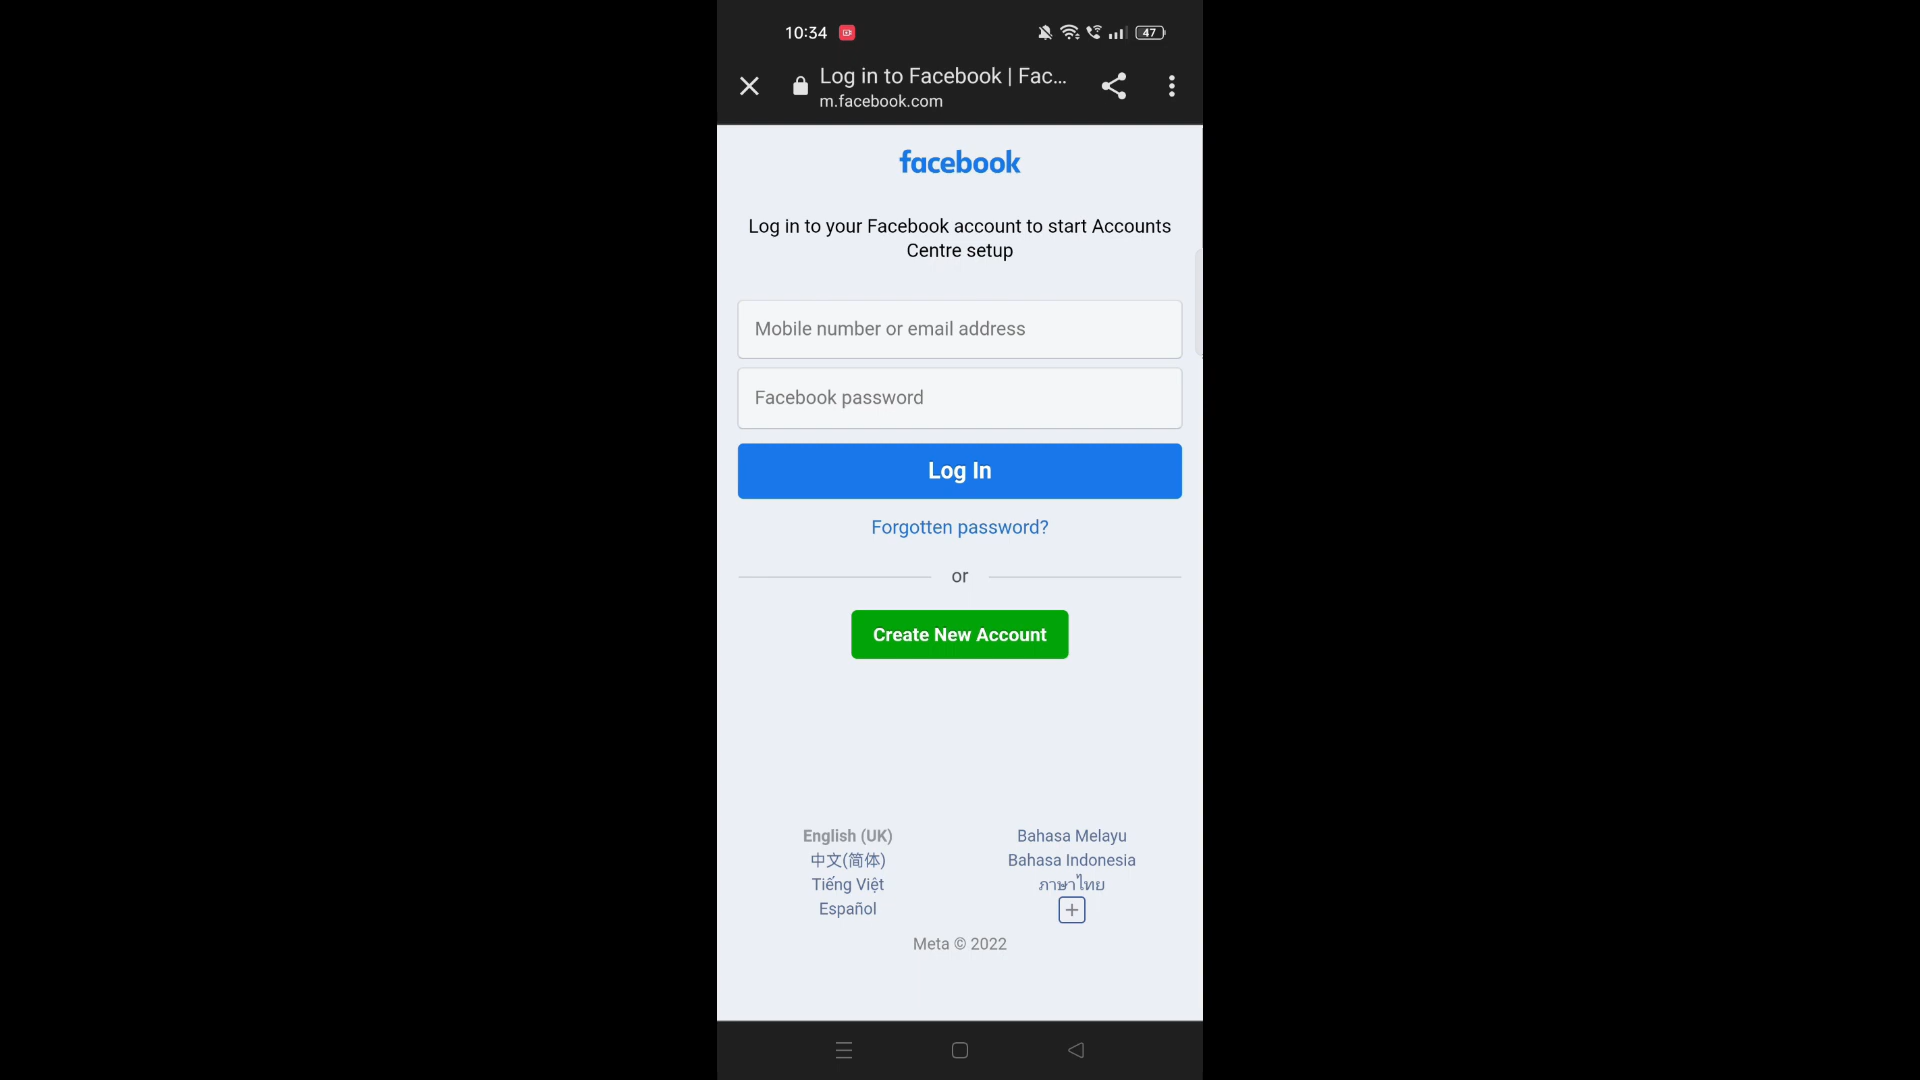 10:34
47
Log in to Facebook | Fac...
m.facebook.com
facebook
Log in to your Facebook account to start Accounts
Centre setup
Mobile number or email address
Facebook password
Log In
Forgotten password?
or
Create New Account
English (UK)
Bahasa Melayu
中文(简体)
Bahasa Indonesia
Tiếng Việt
ภาษาไทย
Español
Meta © 2022